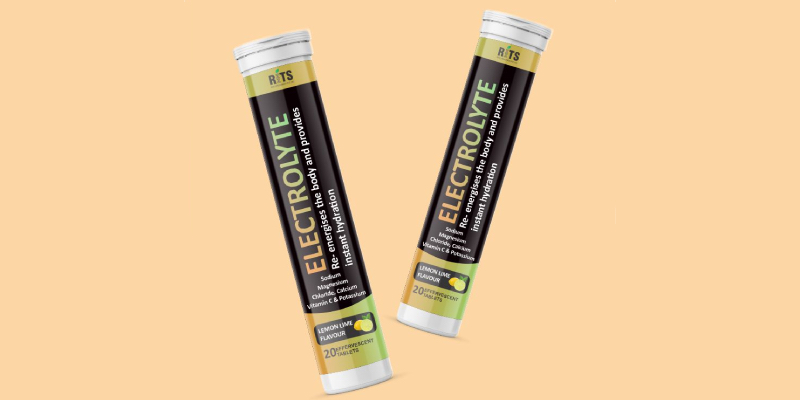 RiTS
ELECTROLYTE
Re- energises the body and provides
instant hydration
Sodium
Magnesium
Chloride, Calcium
Vitamin C & Potassium
LEMON LIME
FLAVOUR
20 EFFERVESCENT
TABLETS
RiTS
ELECTROLYTE
Re- energises the body and provides
instant hydration
Sodium
Magnesium
Chloride, Calcium
Vitamin C & Potassium
LEMON LIME
FLAVOUR
20 EFFERVESCENT
TABLETS